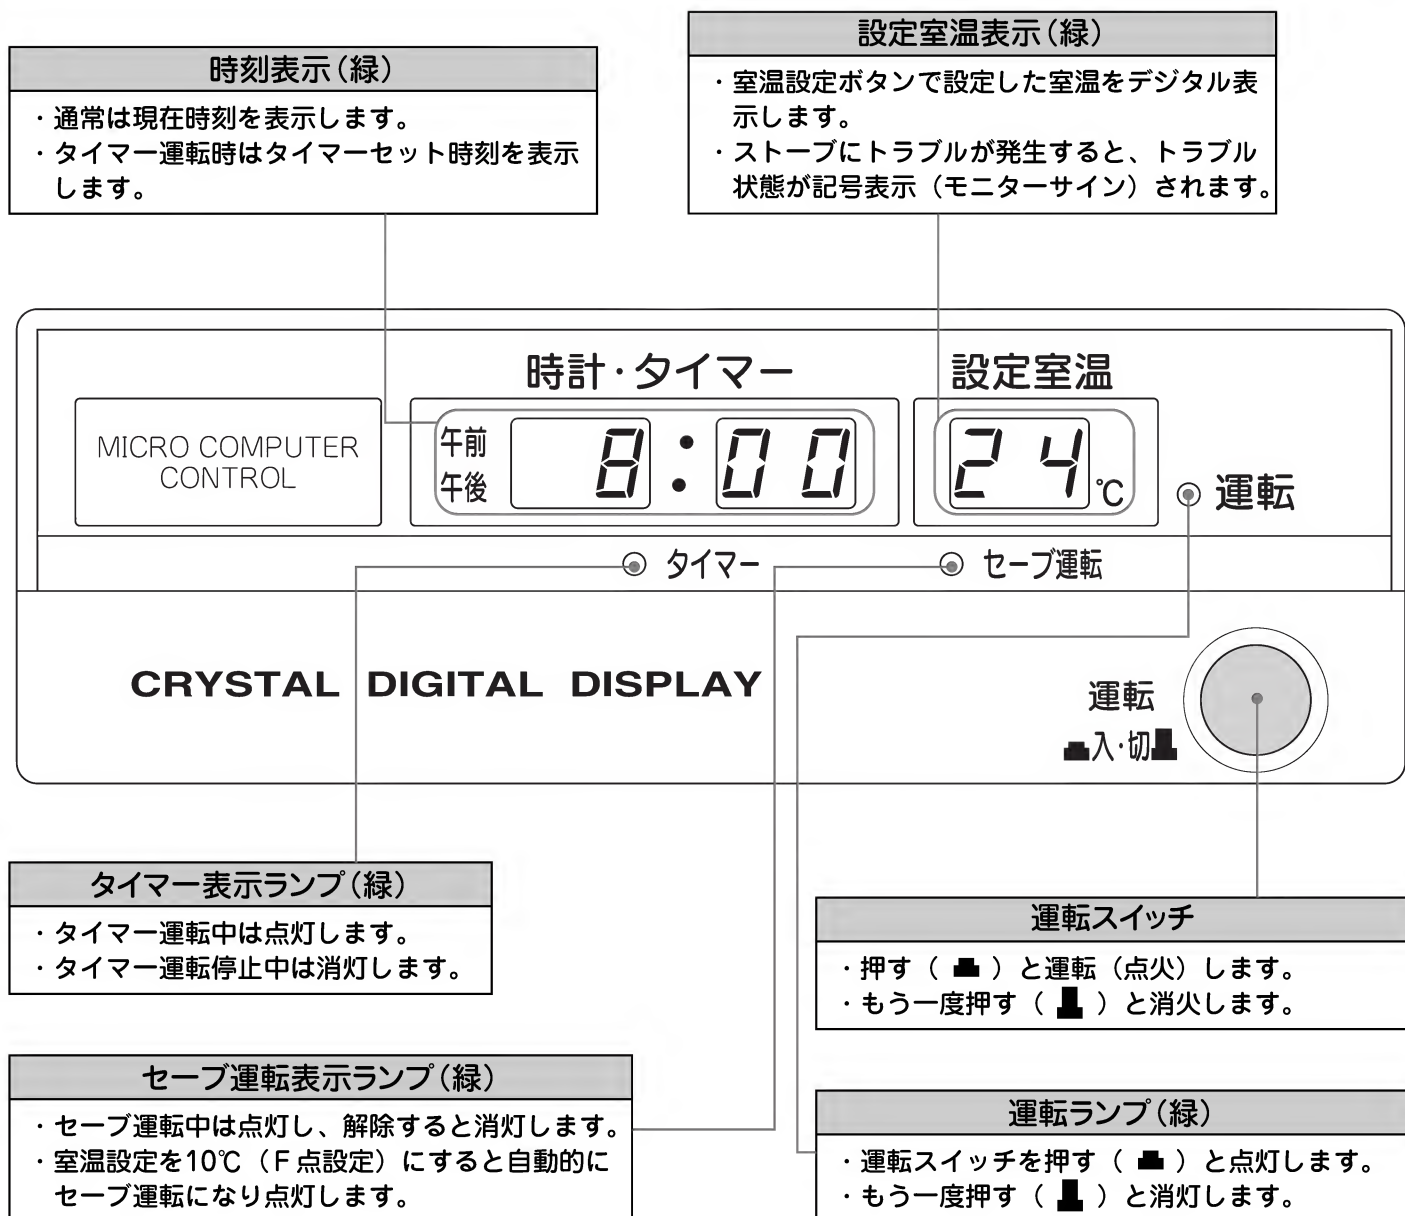 時刻表示(緑)
・通常は現在時刻を表示します。
・タイマー運転時はタイマーセット時刻を表示
します。
設定室温表示(緑)
・室温設定ボタンで設定した室温をデジタル表
示します。
・ストーブにトラブルが発生すると、トラブル
状態が記号表示(モニターサイン)されます。
時計・タイマー
設定室温
MICRO COMPUTER
CONTROL
午前
午後
8:00
24℃
運転
タイマー
セーブ運転
CRYSTAL DIGITAL DISPLAY
運転
入・切
タイマー表示ランプ(緑)
・タイマー運転中は点灯します。
・タイマー運転停止中は消灯します。
運転スイッチ
・押す( )と運転(点火)します。
・もう一度押す( )と消火します。
セーブ運転表示ランプ(緑)
・セーブ運転中は点灯し、解除すると消灯します。
・室温設定を10℃(F点設定)にすると自動的に
セーブ運転になり点灯します。
運転ランプ(緑)
・運転スイッチを押す( )と点灯します。
・もう一度押す( )と消灯します。